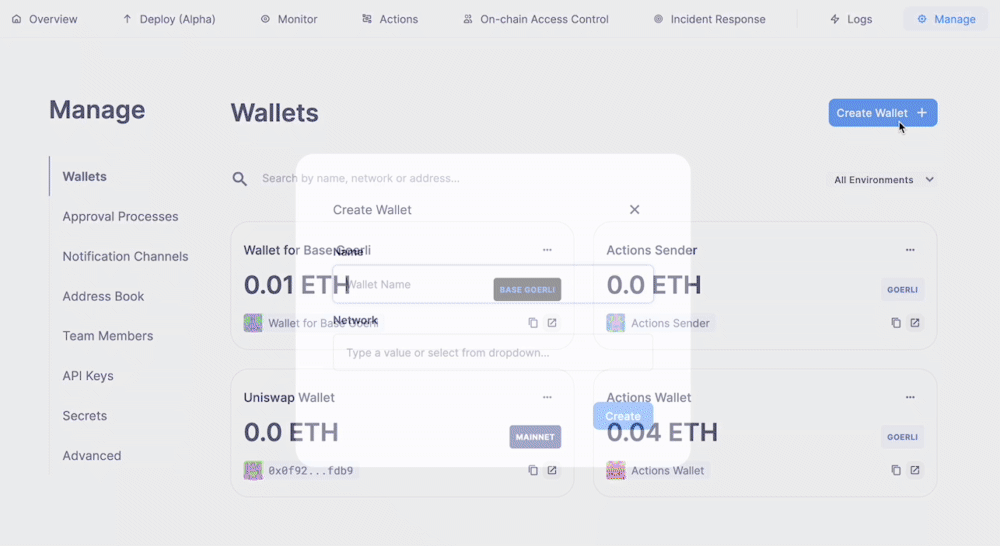 Overview Deploy (Alpha) Monitor Actions On-chain Access Control Incident Response Logs Manage
Manage
Wallets
Create Wallet
Wallets
Approval Processes
Notification Channels
Address Book
Team Members
API Keys
Secrets
Advanced
Search by name, network or address...
All Environments
Wallet for Base Goerli
0.01 ETH
BASE GOERLI
Wallet for Base Goerli
Actions Sender
0.0 ETH
GOERLI
Actions Sender
Uniswap Wallet
0.0 ETH
MAINNET
0x0f92...fdb9
Actions Wallet
0.04 ETH
GOERLI
Actions Wallet
Create Wallet
Name
Wallet Name
Network
Type a value or select from dropdown...
Create